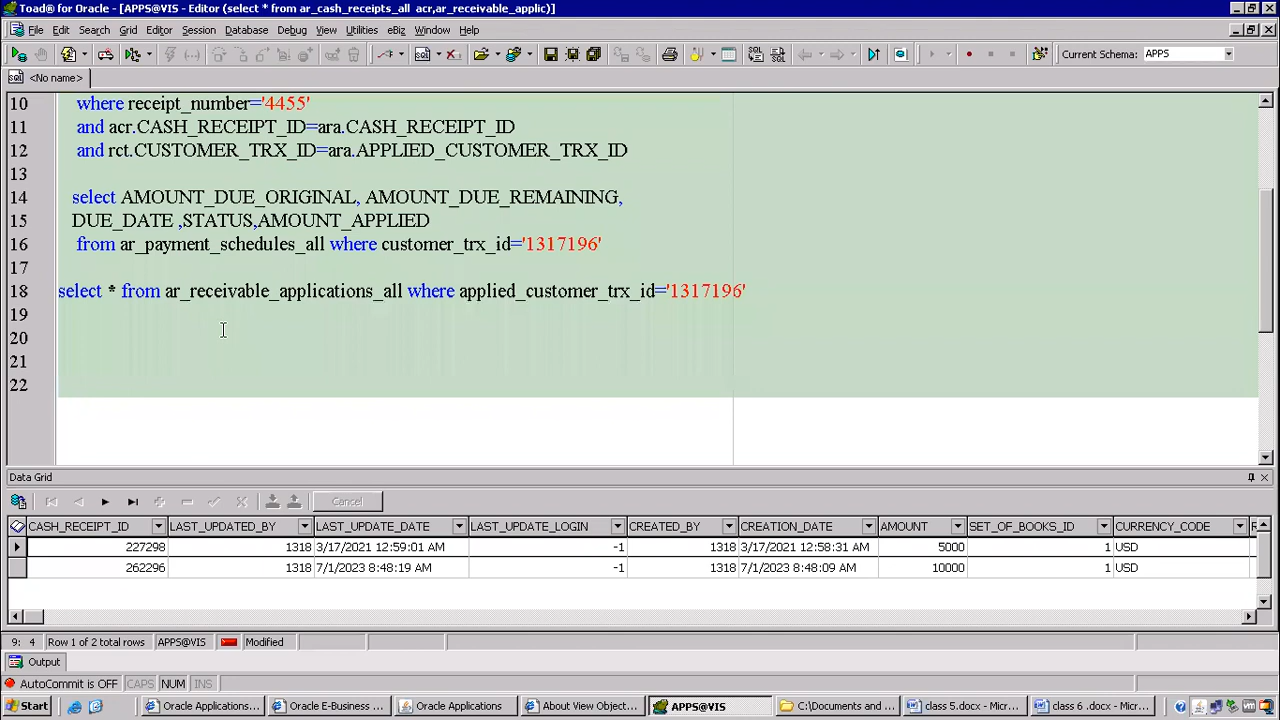 Toad® for Oracle - [APPS@VIS - Editor (select * from ar_cash_receipts_all  acr,ar_receivable_applic)]
File Edit Search Grid Editor Session Database Debug View Utilities eBiz Window Help
SQL Current Schema: APPS
sql <No name>
10 where receipt_number='4455'
11 and acr.CASH_RECEIPT_ID=ara.CASH_RECEIPT_ID
12 and rct.CUSTOMER_TRX_ID=ara.APPLIED_CUSTOMER_TRX_ID
13
14 select AMOUNT_DUE_ORIGINAL, AMOUNT_DUE_REMAINING,
15 DUE_DATE ,STATUS,AMOUNT_APPLIED
16 from ar_payment_schedules_all where customer_trx_id='1317196'
17
18 select * from ar_receivable_applications_all where applied_customer_trx_id='1317196'
19
20
21
22
Data Grid
Cancel
CASH_RECEIPT_ID LAST_UPDATED_BY LAST_UPDATE_DATE LAST_UPDATE_LOGIN CREATED_BY CREATION_DATE AMOUNT SET_OF_BOOKS_ID CURRENCY_CODE
227298 1318 3/17/2021 12:59:01 AM -1 1318 3/17/2021 12:58:31 AM 5000 1 USD
262296 1318 7/1/2023 8:48:19 AM -1 1318 7/1/2023 8:48:09 AM 10000 1 USD
9: 4 Row 1 of 2 total rows APPS@VIS Modified
Output
AutoCommit is OFF CAPS NUM INS
Start Oracle Applications... Oracle E-Business ... Oracle Applications About View Object... APPS@VIS C:\Documents and ... class 5.docx - Micr... class 6 .docx - Mic...